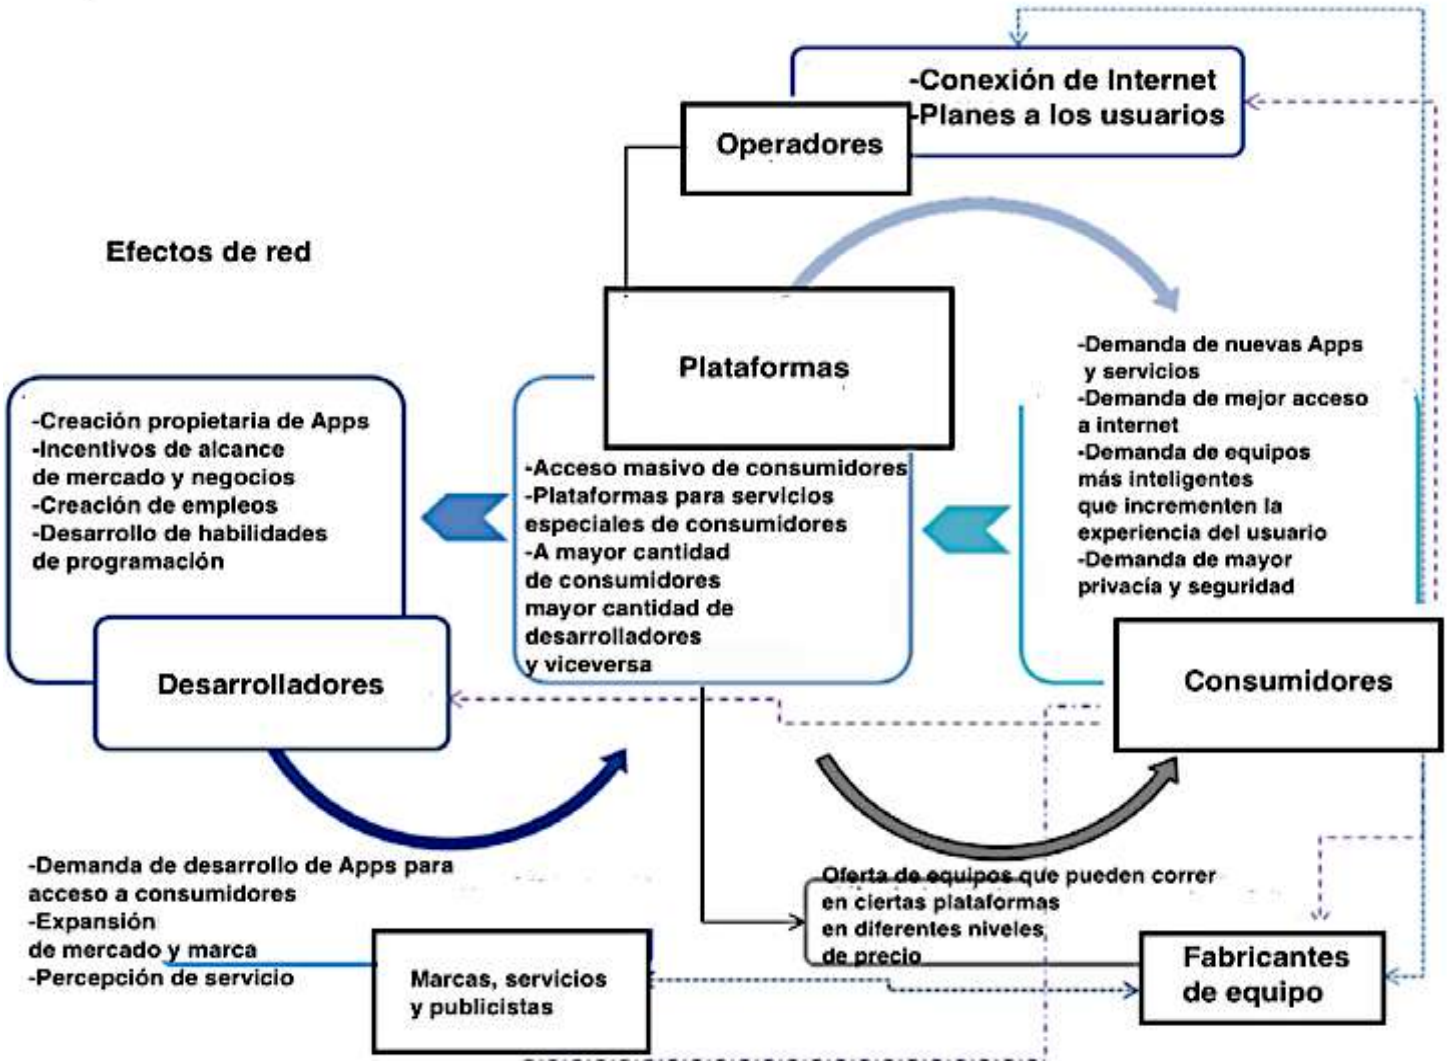 -Conexión de Internet
-Planes a los usuarios
Operadores
Efectos de red
Plataformas
-Demanda de nuevas Apps
y servicios
-Demanda de mejor acceso
a internet
-Demanda de equipos
más inteligentes
que incrementen la
experiencia del usuario
-Demanda de mayor
privacía y seguridad
-Creación propietaria de Apps
-Incentivos de alcance
de mercado y negocios
-Creación de empleos
-Desarrollo de habilidades
de programación
-Acceso masivo de consumidores
-Plataformas para servicios
especiales de consumidores
-A mayor cantidad
de consumidores
mayor cantidad de
desarrolladores
y viceversa
Desarrolladores
Consumidores
-Demanda de desarrollo de Apps para
acceso a consumidores
-Expansión
de mercado y marca
-Percepción de servicio
Oferta de equipos que pueden correr
en ciertas plataformas
en diferentes niveles
de precio
Marcas, servicios
y publicistas
Fabricantes
de equipo